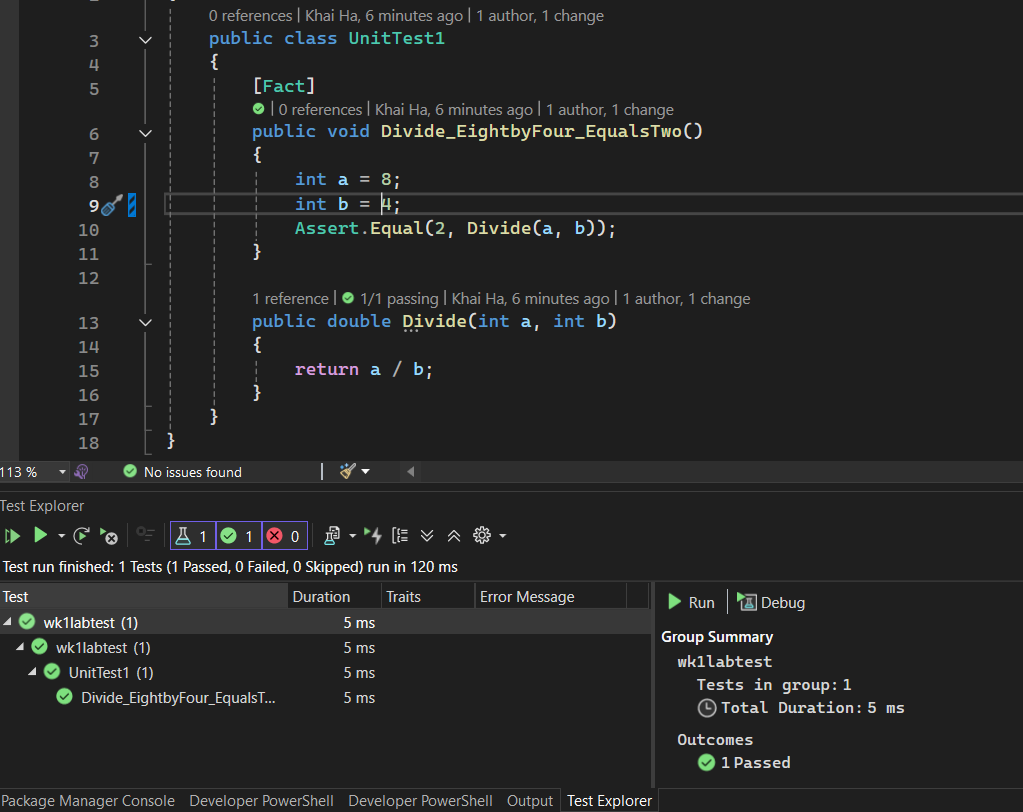 0 references | Khai Ha, 6 minutes ago | 1 author, 1 change
3 public class UnitTest1
4 {
5 [Fact]
| 0 references | Khai Ha, 6 minutes ago | 1 author, 1 change
6 public void Divide_EightbyFour_EqualsTwo()
7 {
8 int a = 8;
9 int b = 4;
10 Assert.Equal(2, Divide(a, b));
11 }
12
1 reference | 1/1 passing | Khai Ha, 6 minutes ago | 1 author, 1 change
13 public double Divide(int a, int b)
14 {
15 return a / b;
16 }
17 }
18 }
113 % No issues found
Test Explorer
1 1 0
Test run finished: 1 Tests (1 Passed, 0 Failed, 0 Skipped) run in 120 ms
Test Duration Traits Error Message
wk1labtest (1) 5 ms
wk1labtest (1) 5 ms
UnitTest1 (1) 5 ms
Divide_EightbyFour_EqualsT... 5 ms
Run Debug
Group Summary
wk1labtest
Tests in group: 1
Total Duration: 5 ms
Outcomes
1 Passed
Package Manager Console Developer PowerShell Developer PowerShell Output Test Explorer